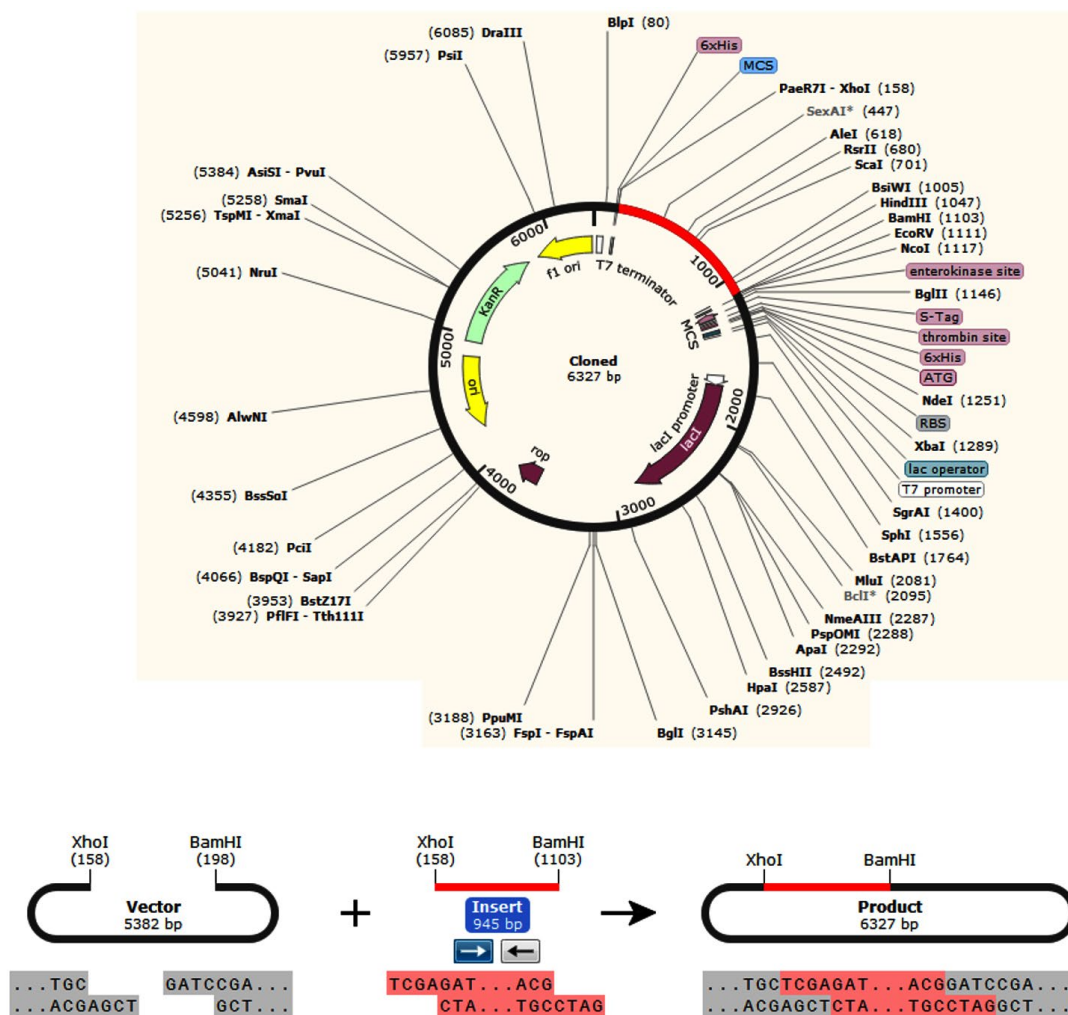 BlpI (80)
(6085) DraIII
(5957) PsiI
6xHis
MCS
PaeR7I - XhoI (158)
SexAI* (447)
AleI (618)
RsrII (680)
ScaI (701)
(5384) AsiSI - PvuI
(5258) SmaI
(5256) TspMI - XmaI
BsiWI (1005)
HindIII (1047)
BamHI (1103)
EcoRV (1111)
NcoI (1117)
enterokinase site
BglII (1146)
S-Tag
thrombin site
6xHis
ATG
NdeI (1251)
RBS
XbaI (1289)
lac operator
T7 promoter
SgrAI (1400)
SphI (1556)
BstAPI (1764)
MluI (2081)
BclI* (2095)
NmeAIII (2287)
PspOMI (2288)
ApaI (2292)
BssHII (2492)
HpaI (2587)
PshAI (2926)
BglI (3145)
(3163) FspI - FspAI
(3188) PpuMI
(3927) PflFI - Tth111I
(3953) BstZ17I
(4066) BspQI - SapI
(4182) PciI
(4355) BssSαI
(4598) AlwNI
(5041) NruI
6000
1000
2000
3000
4000
5000
f1 ori
T7 terminator
KanR
MCS
ori
rop
lacI promoter
lacI
Cloned
6327 bp
XhoI
(158)
BamHI
(198)
Vector
5382 bp
...TGC
...ACGAGCT
GATCCGA...
GCT...
+
XhoI
(158)
BamHI
(1103)
Insert
945 bp
TCGAGAT...ACG
CTA...TGCCTAG
XhoI
BamHI
Product
6327 bp
...TGCTCGAGAT...ACGGATCCGA...
...ACGAGCTCTA...TGCCTAGGCT...